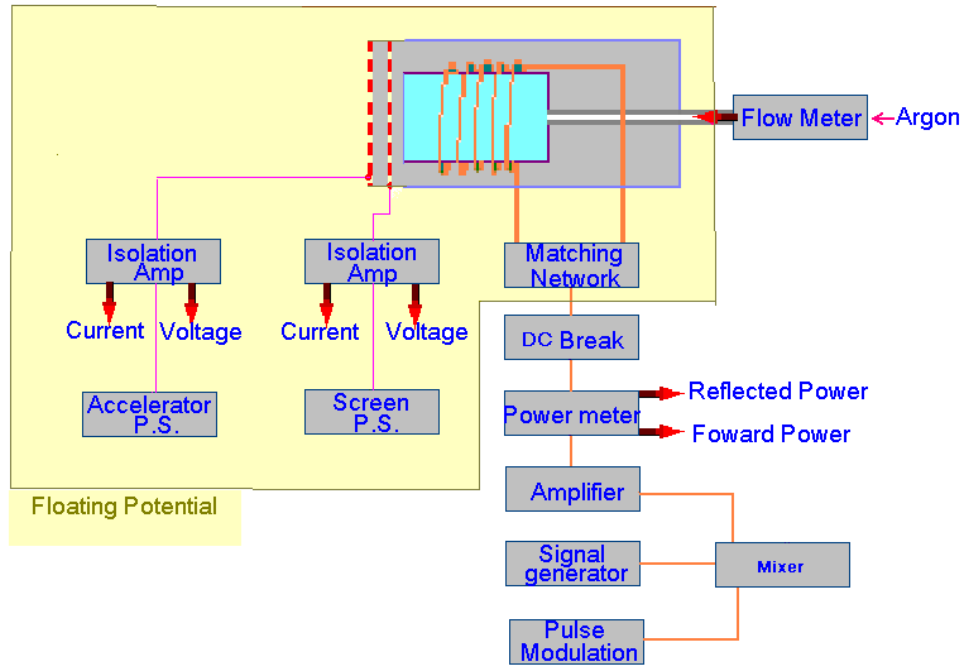 Flow Meter
Argon
Isolation
Amp
Isolation
Amp
Matching
Network
Current
Voltage
Current
Voltage
DC Break
Accelerator
P.S.
Screen
P.S.
Power meter
Reflected Power
Foward Power
Floating Potential
Amplifier
Signal
generator
Mixer
Pulse
Modulation